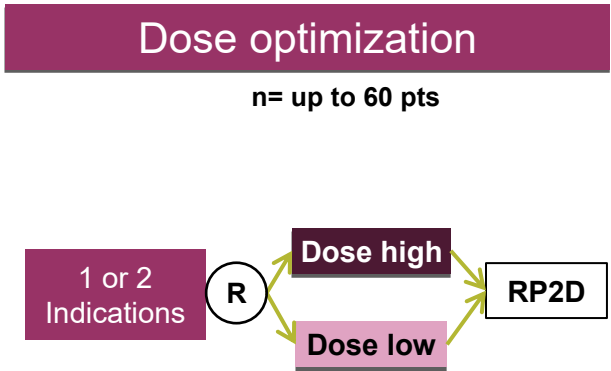 Dose optimization
n= up to 60 pts
1 or 2
Indications
R
Dose high
Dose low
RP2D